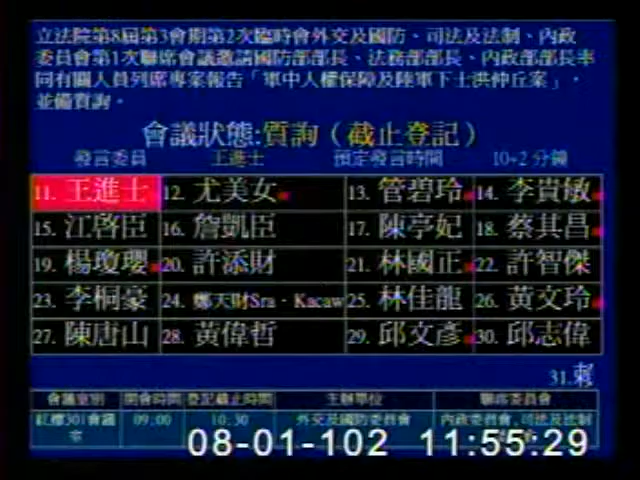 立法院第8屆第3會期第2次臨時會外交及國防、司法及法制、內政
委員會第1次聯席會議邀請國防部部長、法務部部長、內政部部長率
同有關人員列席專案報告「軍中人權保障及陸軍下士洪仲丘案」，
並備質詢。
會議狀態:質詢（截止登記）
發言委員 王進士 預定發言時間 10+2 分鐘
11. 王進士 12. 尤美女 13. 管碧玲 14. 李貴敏
15. 江啓臣 16. 詹凱臣 17. 陳亭妃 18. 蔡其昌
19. 楊瓊瓔 20. 許添財 21. 林國正 22. 許智傑
23. 李桐豪 24. 鄭天財Sra．Kacaw 25. 林佳龍 26. 黃文玲
27. 陳唐山 28. 黃偉哲 29. 邱文彥 30. 邱志偉
31.賴
會議室別 開會時間 登記截止時間 主辦單位 聯席委員會
紅樓301會議室 09:00 10:30 外交及國防委員會 內政委員會,司法及法制
08-01-102 11:55:29